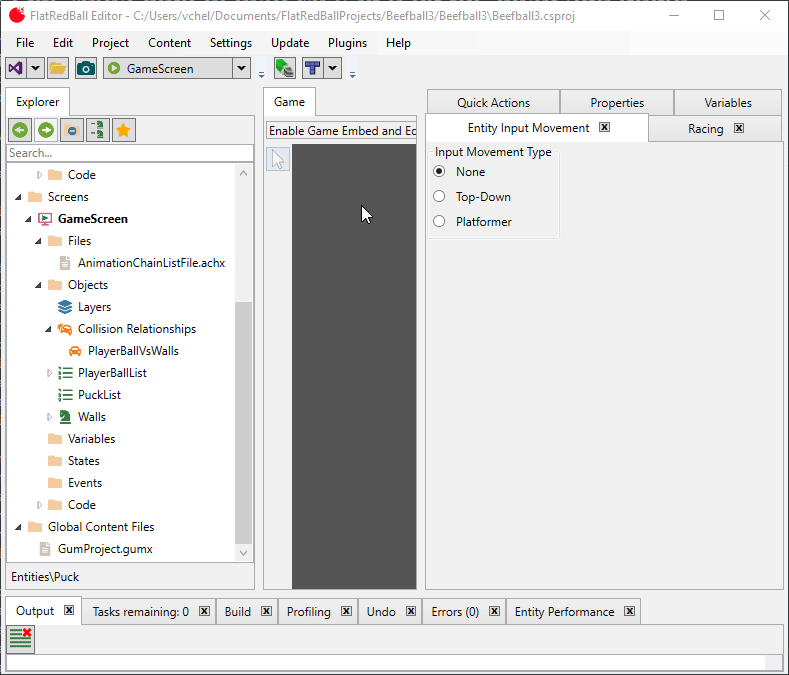 FlatRedBall Editor - C:/Users/vchel/Documents/FlatRedBallProjects/Beefball3/Beefball3\Beefball3.csproj
File Edit Project Content Settings Update Plugins Help
GameScreen
Explorer
Search...
Code
Screens
GameScreen
Files
AnimationChainListFile.achx
Objects
Layers
Collision Relationships
PlayerBallVsWalls
PlayerBallList
PuckList
Walls
Variables
States
Events
Code
Global Content Files
GumProject.gumx
Entities\Puck
Game
Enable Game Embed and Ec
Quick Actions Properties Variables
Entity Input Movement Racing
Input Movement Type
None
Top-Down
Platformer
Output Tasks remaining: 0 Build Profiling Undo Errors (0) Entity Performance